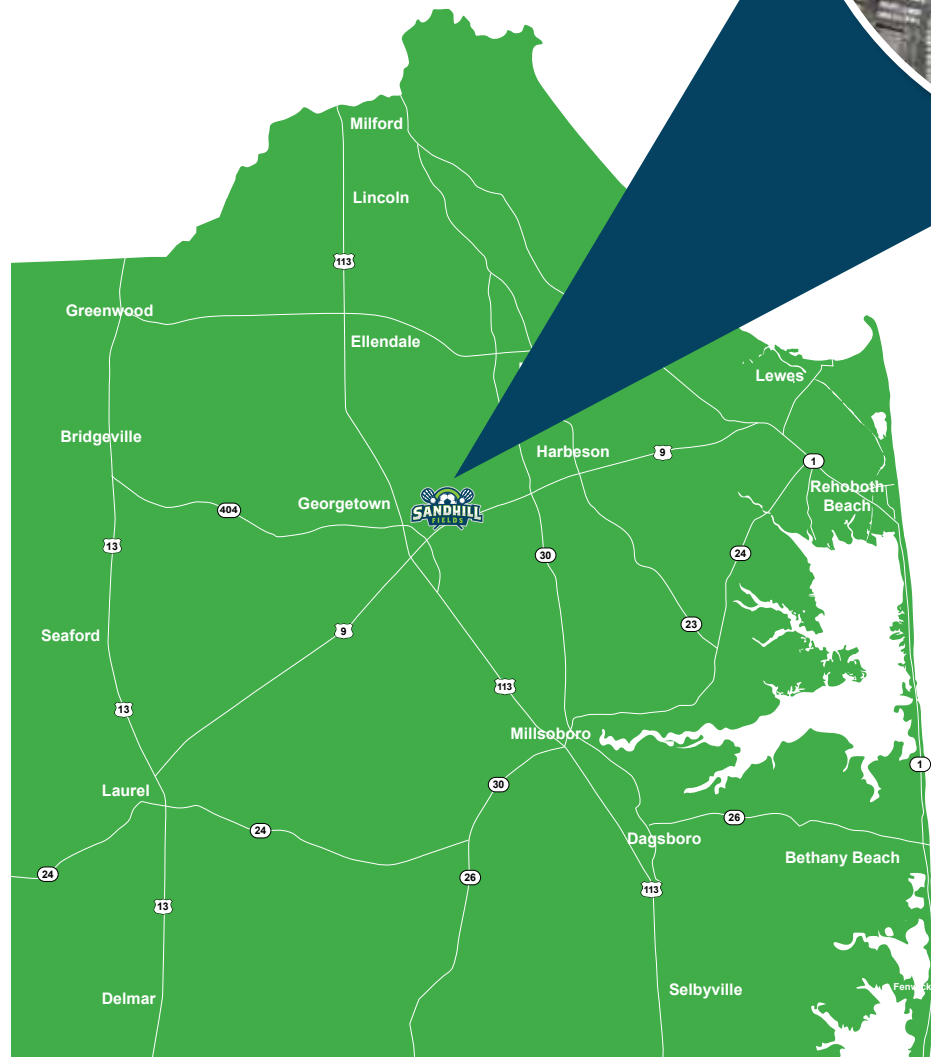 Milford
Lincoln
113
Greenwood
Ellendale
Lewes
Bridgeville
Harbeson
9
1
Rehoboth
Beach
Georgetown
SANDHILL
FIELDS
404
13
30
24
Seaford
9
23
113
13
Millsboro
1
Laurel
30
24
26
Dagsboro
Bethany Beach
24
26
113
13
Selbyville
Fenwick
Delmar